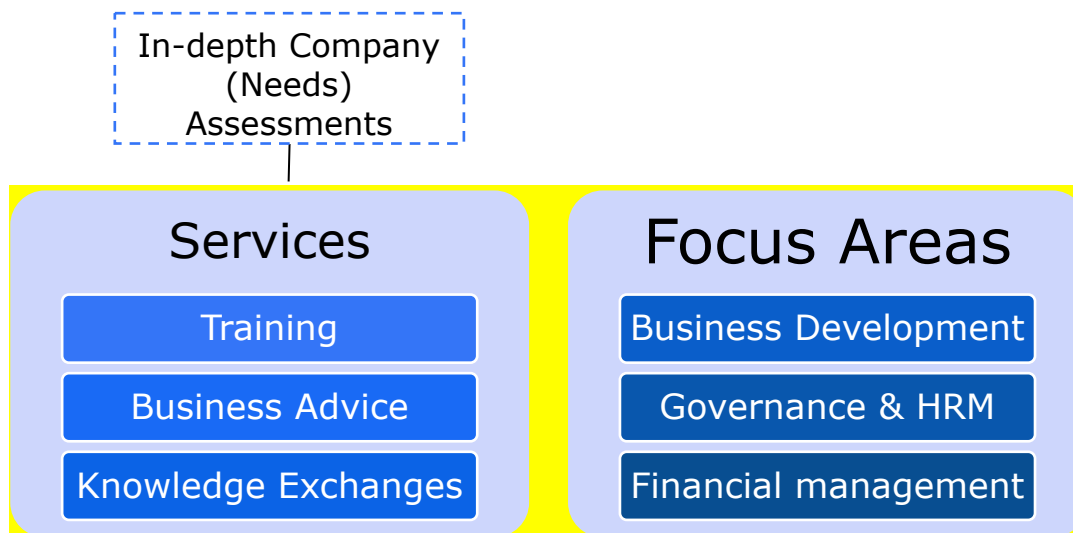 In-depth Company
(Needs)
Assessments
Services
Training
Business Advice
Knowledge Exchanges
Focus Areas
Business Development
Governance & HRM
Financial management